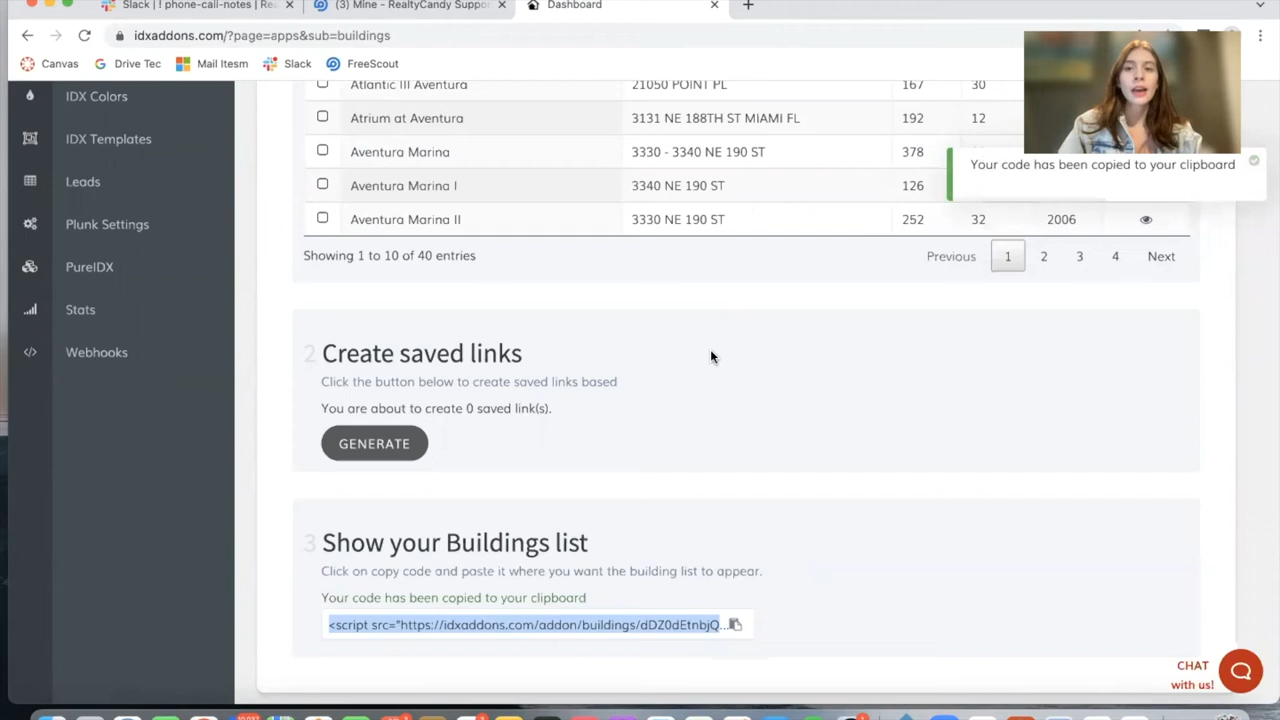 Slack | ! phone-call-notes | Rea
(3) Mine - RealtyCandy Suppor
Dashboard
idxaddons.com/?page=apps&sub=buildings
Canvas
Drive Tec
Mail Itesm
Slack
FreeScout
IDX Colors
IDX Templates
Leads
Plunk Settings
PureIDX
Stats
Webhooks
Atlantic III Aventura 21050 POINT PL 167 30
Atrium at Aventura 3131 NE 188TH ST MIAMI FL 192 12
Aventura Marina 3330 - 3340 NE 190 ST 378
Aventura Marina I 3340 NE 190 ST 126
Aventura Marina II 3330 NE 190 ST 252 32 2006
Your code has been copied to your clipboard
Showing 1 to 10 of 40 entries
Previous 1 2 3 4 Next
2 Create saved links
Click the button below to create saved links based
You are about to create 0 saved link(s).
GENERATE
3 Show your Buildings list
Click on copy code and paste it where you want the building list to appear.
Your code has been copied to your clipboard
<script src="https://idxaddons.com/addon/buildings/dDZ0dEtnbjQ...
CHAT
with us!